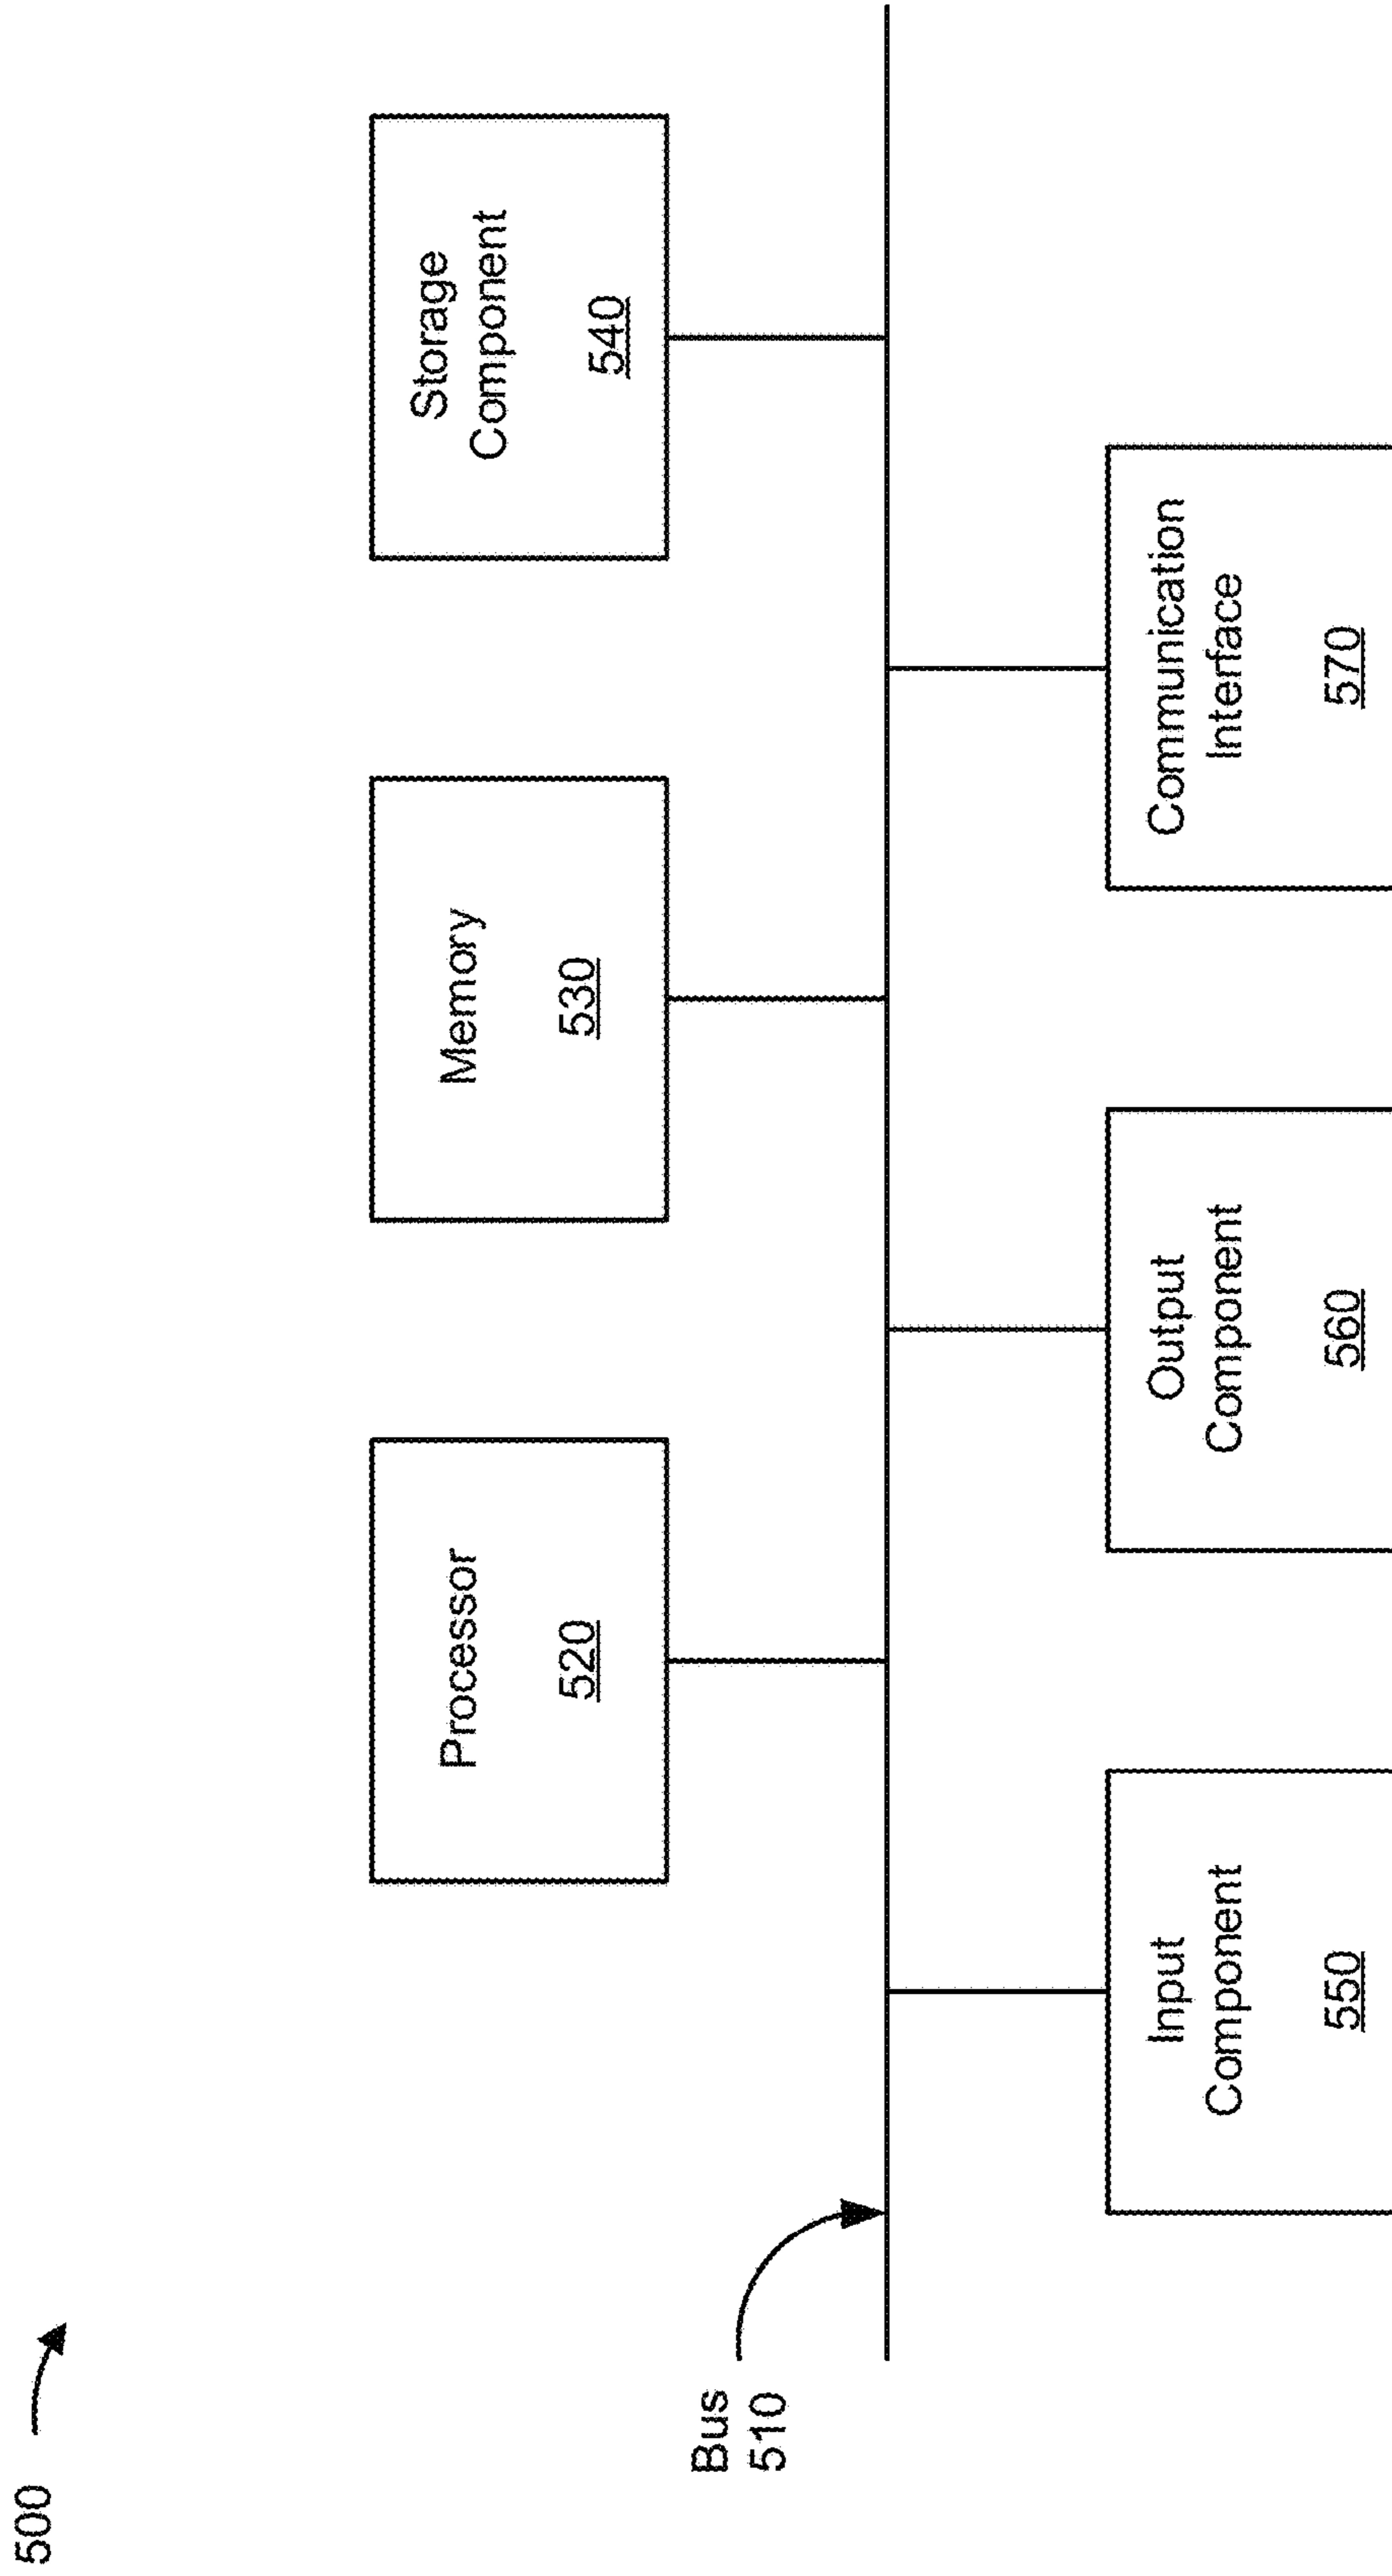 500
Processor
520
Memory
530
Storage
Component
540
Bus
510
Input
Component
550
Output
Component
560
Communication
Interface
570